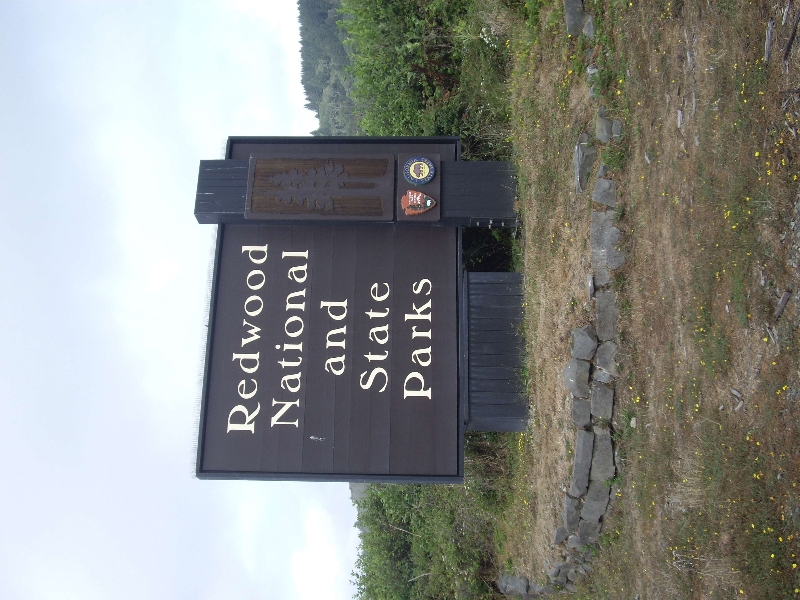 Redwood
National
and
State
Parks